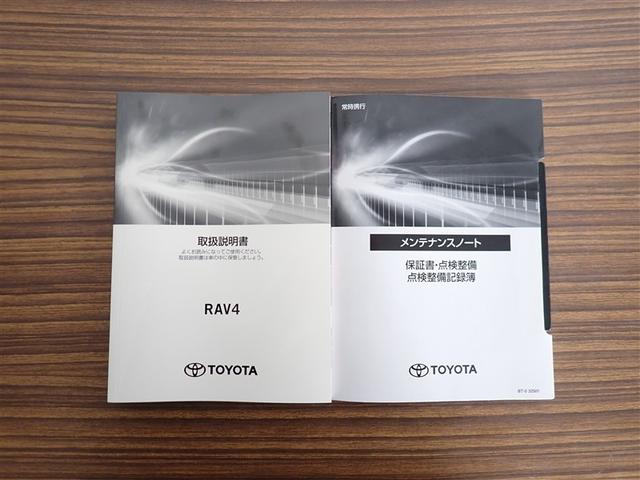 取扱説明書
よくお読みになってご使用ください。
取扱説明書は車の中に保管しましょう。
RAV4
TOYOTA
常時携行
メンテナンスノート
保証書・点検整備
点検整備記録簿
TOYOTA